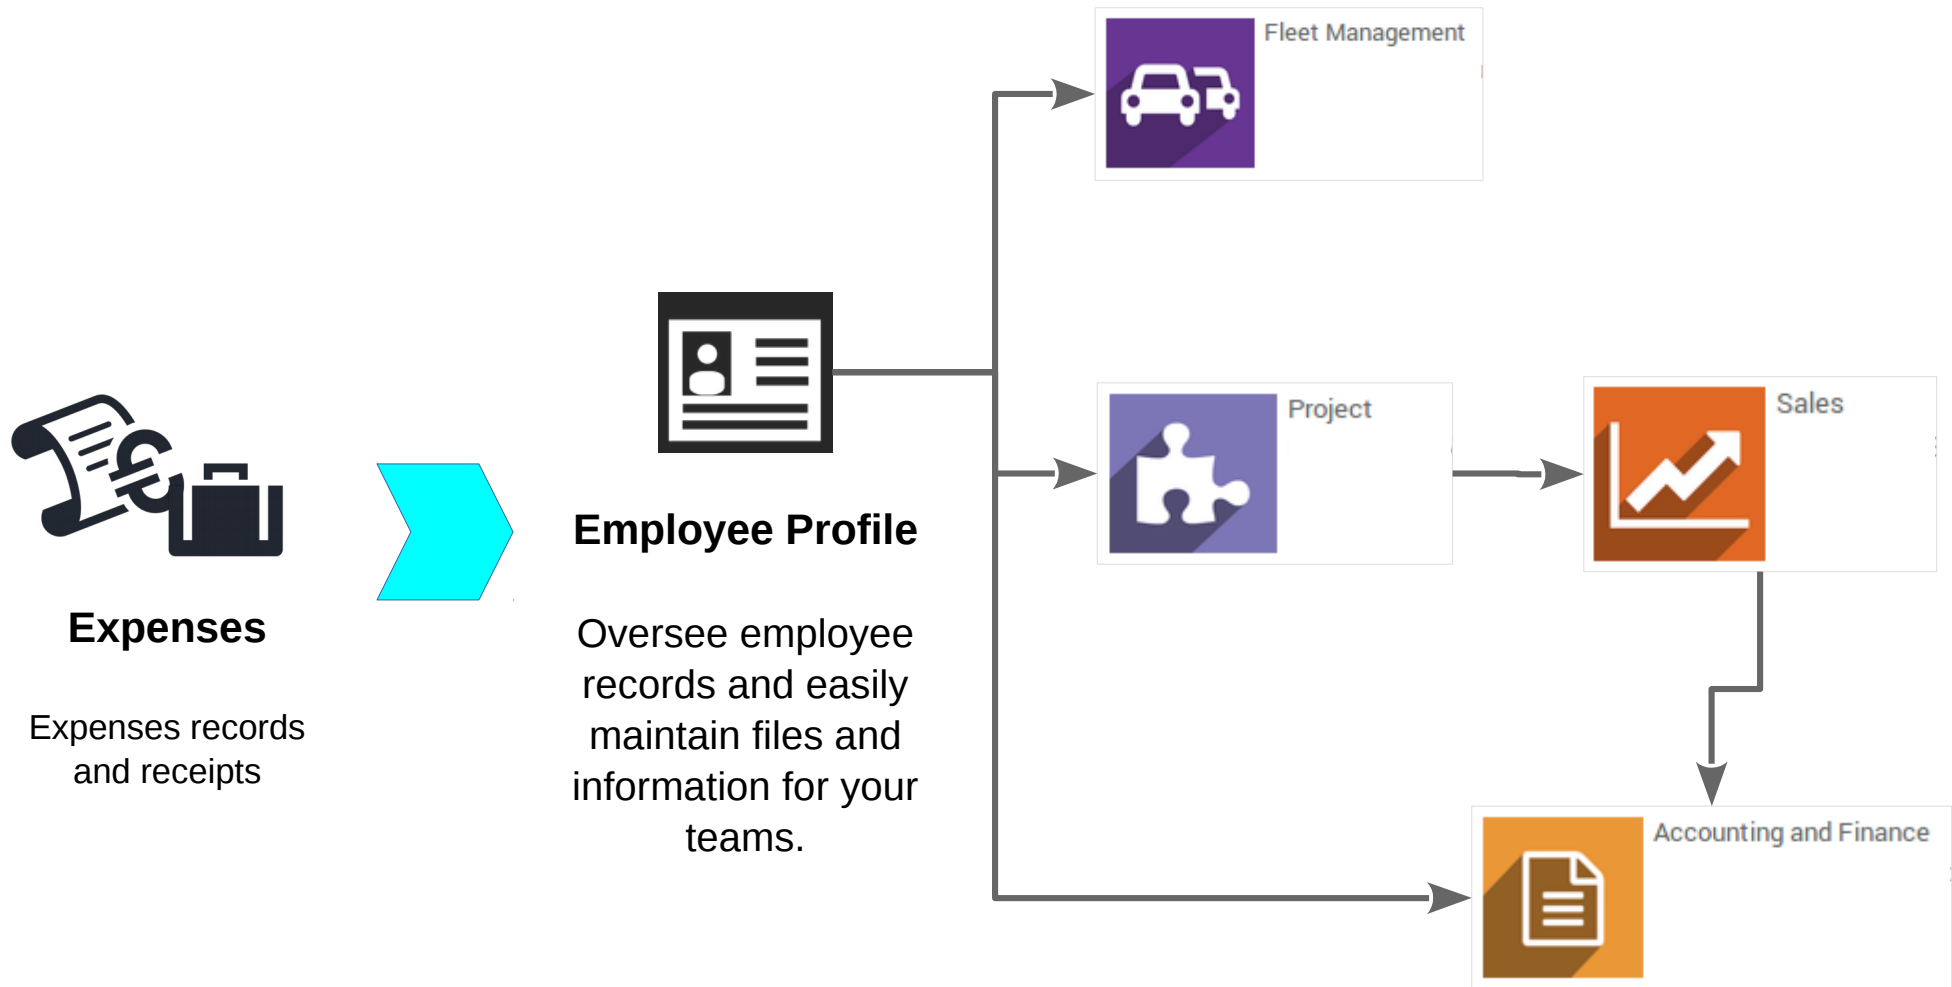 Fleet Management
Project
Sales
Employee Profile
Oversee employee
records and easily
maintain files and
information for your
teams.
Expenses
Expenses records
and receipts
Accounting and Finance